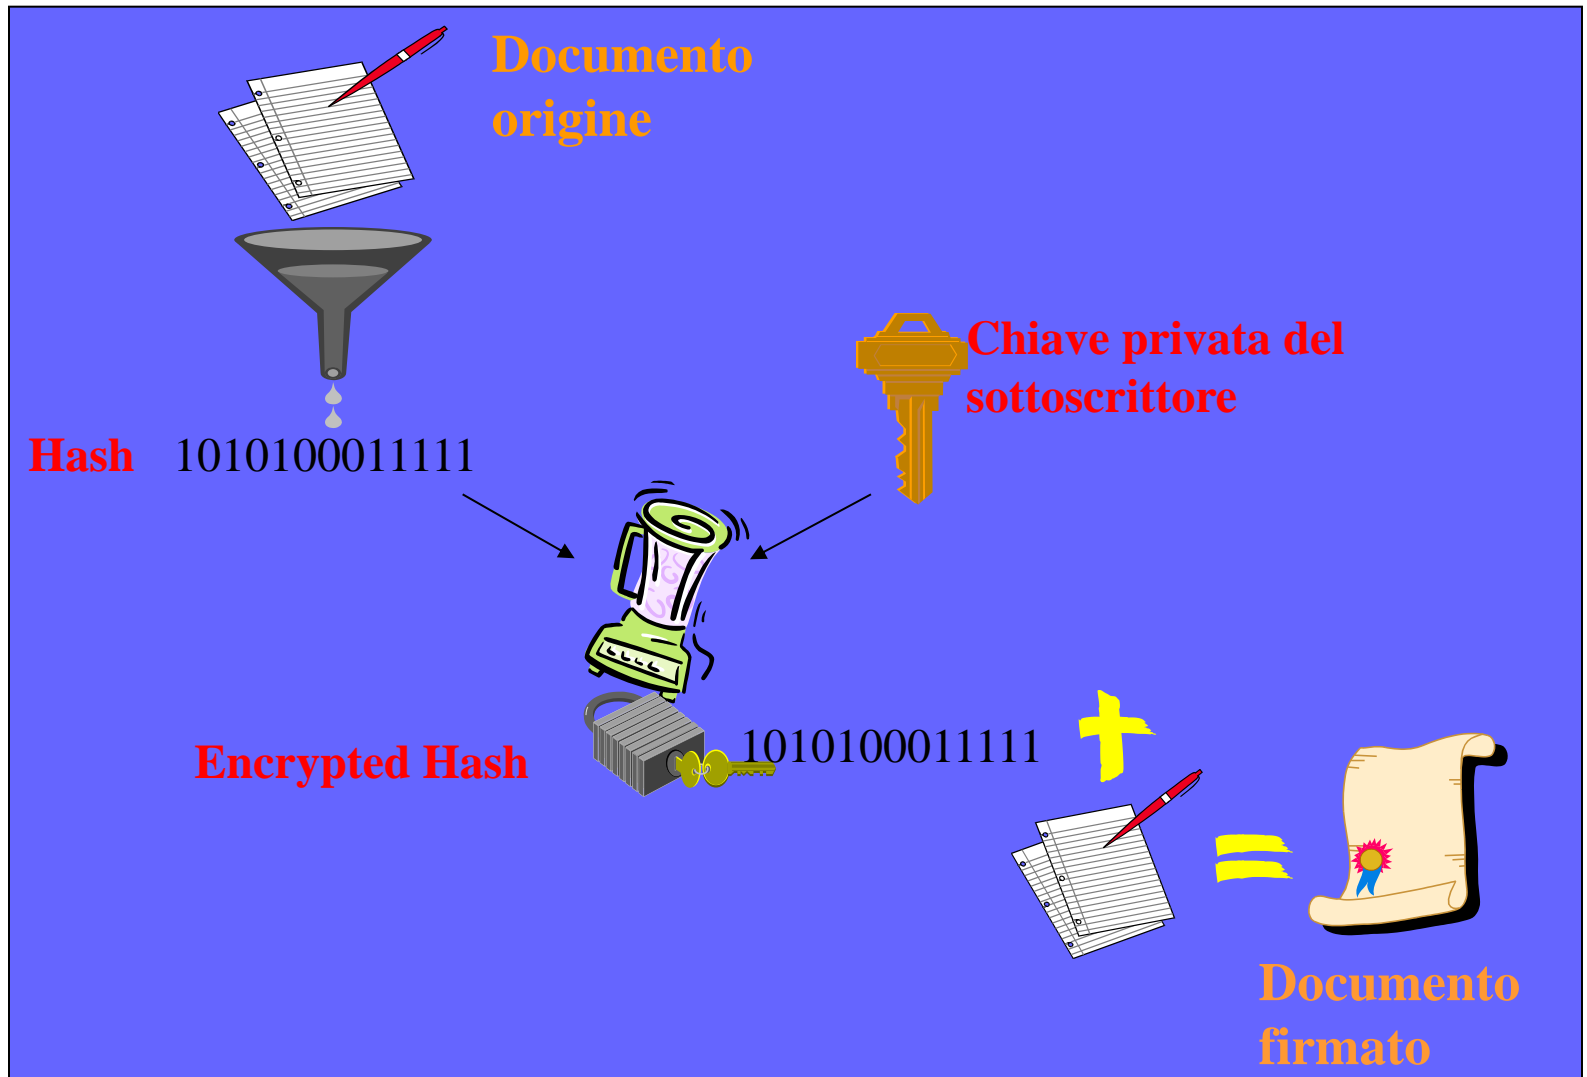 Documento
origine
Chiave privata del
sottoscrittore
Hash 1010100011111
Encrypted Hash 1010100011111
Documento
firmato